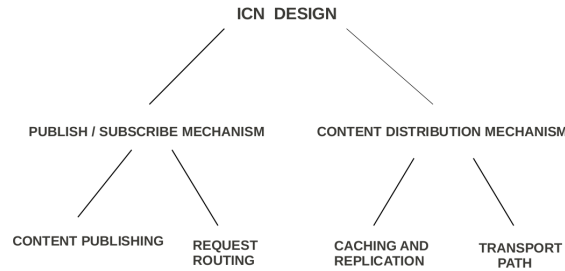 ICN DESIGN
PUBLISH / SUBSCRIBE MECHANISM
CONTENT DISTRIBUTION MECHANISM
CONTENT PUBLISHING
REQUEST
ROUTING
CACHING AND
REPLICATION
TRANSPORT
PATH